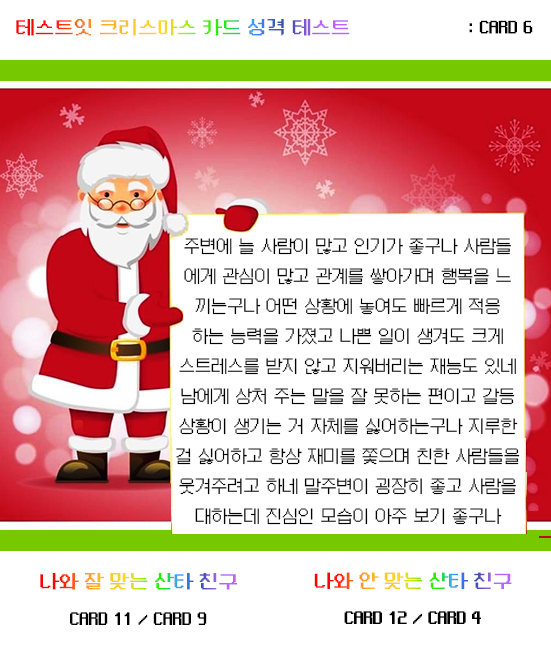 테스트잇 크리스마스 카드 성격 테스트
: CARD 6
주변에 늘 사람이 많고 인기가 좋구나 사람들
에게 관심이 많고 관계를 쌓아가며 행복을 느
끼는구나 어떤 상황에 놓여도 빠르게 적응
하는 능력을 가졌고 나쁜 일이 생겨도 크게
스트레스를 받지 않고 지워버리는 재능도 있네
남에게 상처 주는 말을 잘 못하는 편이고 갈등
상황이 생기는 거 자체를 싫어하는구나 지루한
걸 싫어하고 항상 재미를 쫓으며 친한 사람들을
웃겨주려고 하네 말주변이 굉장히 좋고 사람을
대하는데 진심인 모습이 아주 보기 좋구나
나와 잘 맞는 산타 친구
CARD 11 / CARD 9
나와 안 맞는 산타 친구
CARD 12 / CARD 4